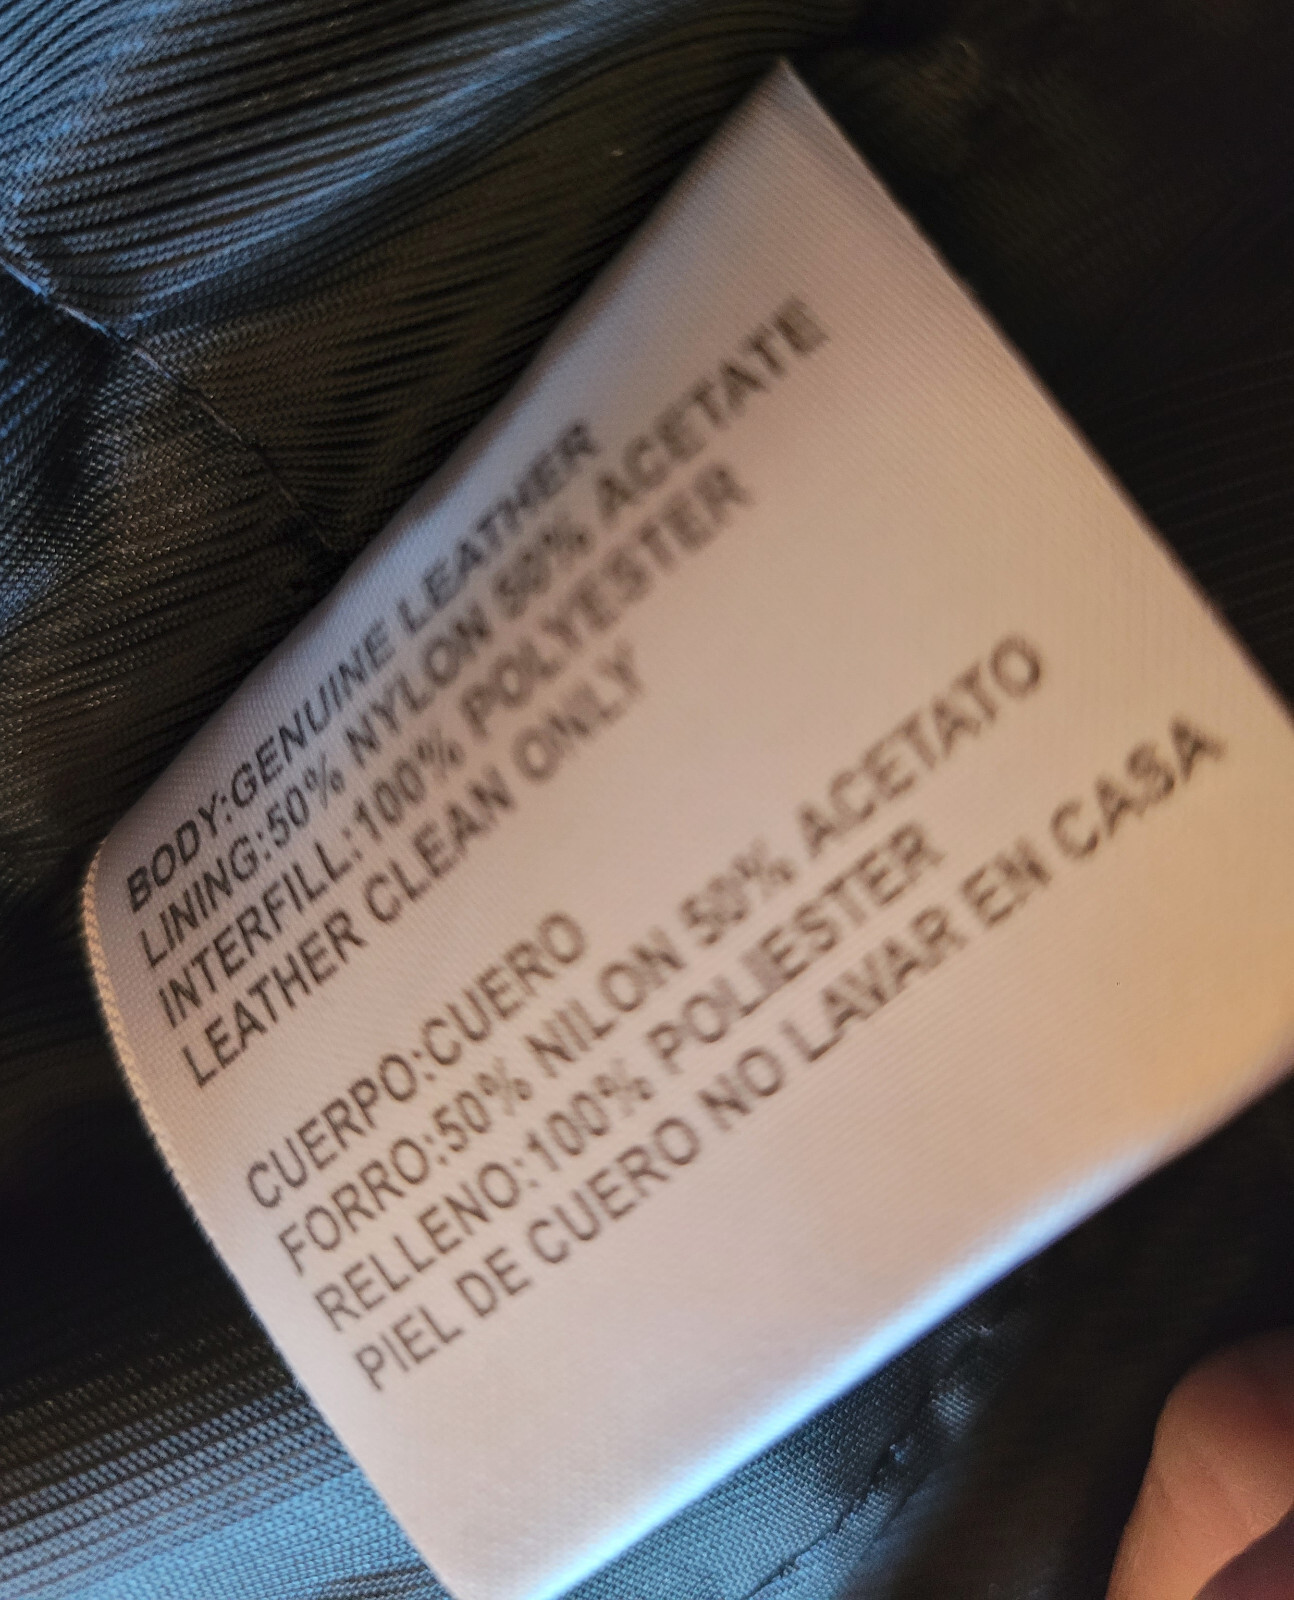 BODY:GENUINE LEATHER
LINING:50% NYLON 50% ACETATE
INTERFILL:100% POLYESTER
LEATHER CLEAN ONLY
CUERPO:CUERO
FORRO:50% NILON 50% ACETATO
RELLENO:100% POLIESTER
PIEL DE CUERO NO LAVAR EN CASA